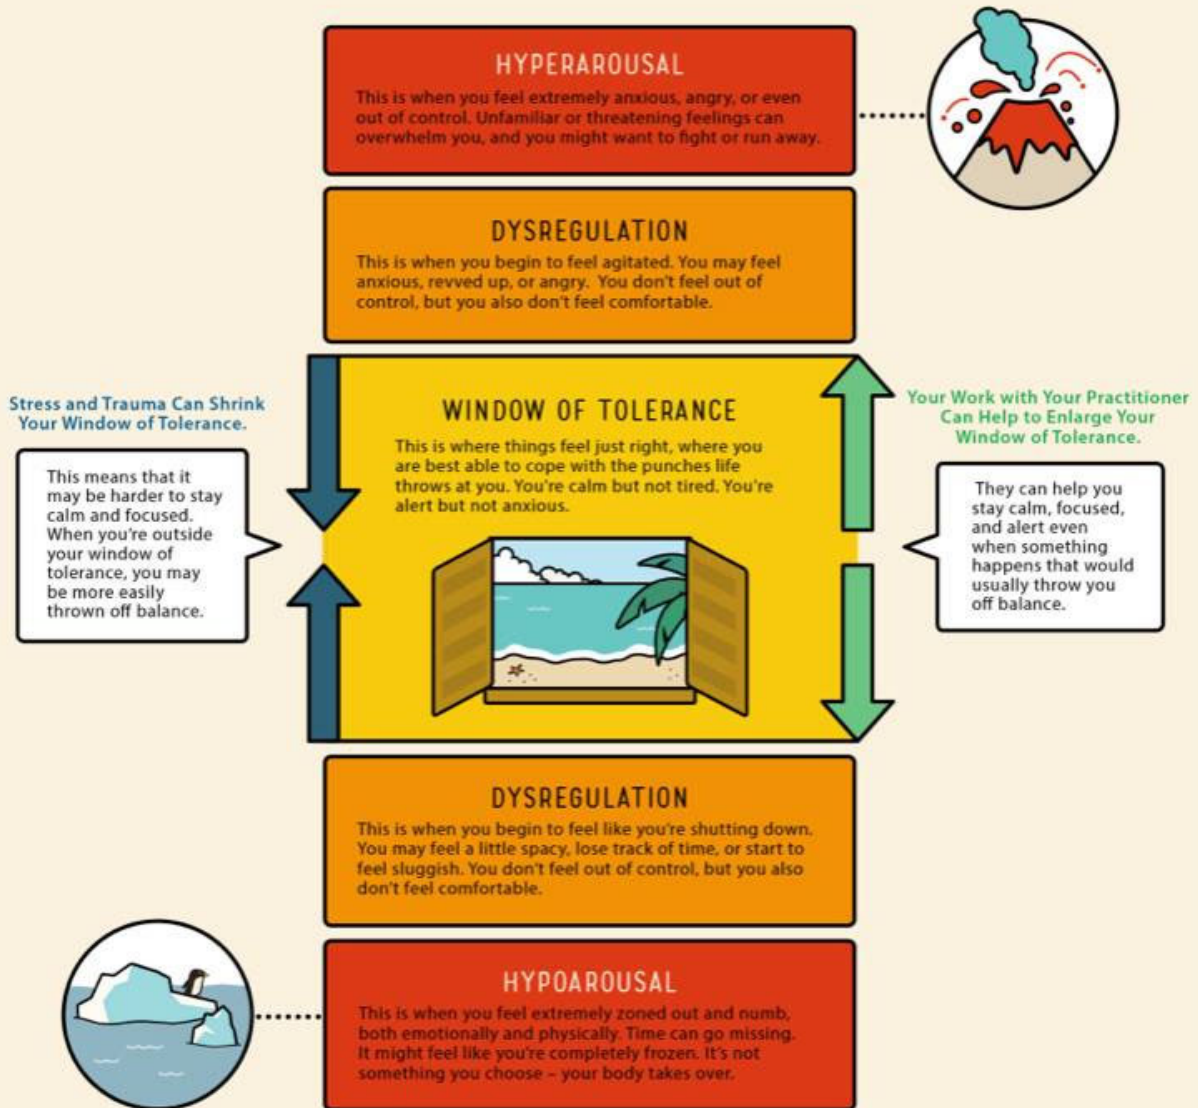 HYPERAROUSAL
This is when you feel extremely anxious, angry, or even
out of control. Unfamiliar or threatening feelings can
overwhelm you, and you might want to fight or run away.
DYSREGULATION
This is when you begin to feel agitated. You may feel
anxious, revved up, or angry.  You don't feel out of
control, but you also don't feel comfortable.
Stress and Trauma Can Shrink
Your Window of Tolerance.
This means that it
may be harder to stay
calm and focused.
When you're outside
your window of
tolerance, you may
be more easily
thrown off balance.
WINDOW OF TOLERANCE
This is where things feel just right, where you
are best able to cope with the punches life
throws at you. You're calm but not tired. You're
alert but not anxious.
Your Work with Your Practitioner
Can Help to Enlarge Your
Window of Tolerance.
They can help you
stay calm, focused,
and alert even
when something
happens that would
usually throw you
off balance.
DYSREGULATION
This is when you begin to feel like you're shutting down.
You may feel a little spacy, lose track of time, or start to
feel sluggish. You don't feel out of control, but you also
don't feel comfortable.
HYPOAROUSAL
This is when you feel extremely zoned out and numb,
both emotionally and physically. Time can go missing.
It might feel like you're completely frozen. It's not
something you choose – your body takes over.